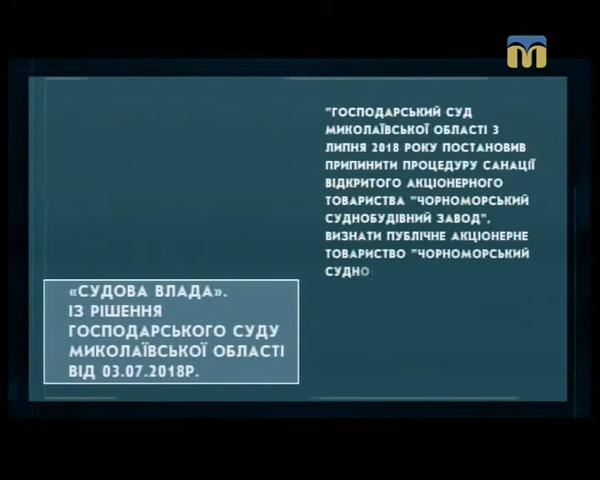 "ГОСПОДАРСЬКИЙ СУД
МИКОЛАЇВСЬКОЇ ОБЛАСТІ 3
ЛИПНЯ 2018 РОКУ ПОСТАНОВИВ
ПРИПИНИТИ ПРОЦЕДУРУ САНАЦІЇ
ВІДКРИТОГО АКЦІОНЕРНОГО
ТОВАРИСТВА "ЧОРНОМОРСЬКИЙ
СУДНОБУДІВНИЙ ЗАВОД",
ВИЗНАТИ ПУБЛІЧНЕ АКЦІОНЕРНЕ
ТОВАРИСТВО "ЧОРНОМОРСЬКИЙ
СУДНО
«СУДОВА ВЛАДА».
ІЗ РІШЕННЯ
ГОСПОДАРСЬКОГО СУДУ
МИКОЛАЇВСЬКОЇ ОБЛАСТІ
ВІД 03.07.2018Р.